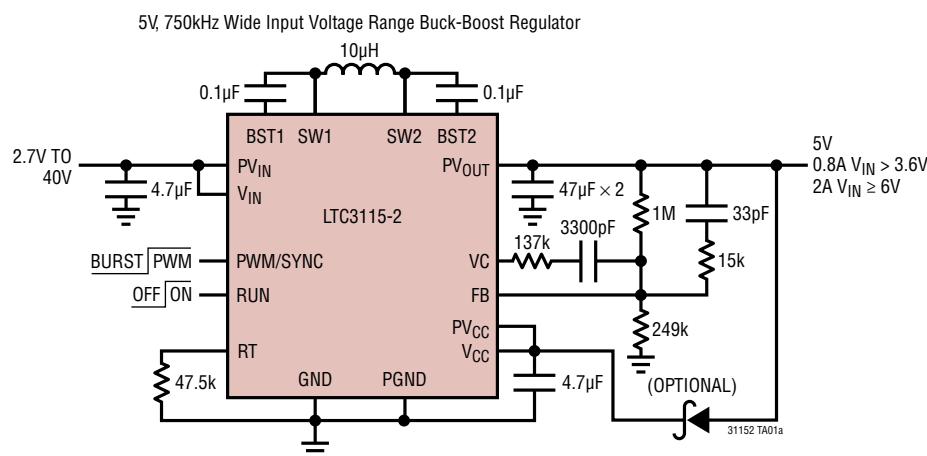 5V, 750kHz Wide Input Voltage Range Buck-Boost Regulator
10µH
0.1µF
0.1µF
BST1
SW1
SW2
BST2
2.7V TO
40V
4.7µF
PVIN
VIN
PVOUT
5V
0.8A VIN > 3.6V
2A VIN ≥ 6V
47µF × 2
1M
33pF
LTC3115-2
3300pF
137k
15k
BURST PWM
PWM/SYNC
VC
OFF ON
RUN
FB
249k
PVCC
VCC
RT
47.5k
GND
PGND
4.7µF
(OPTIONAL)
31152 TA01a